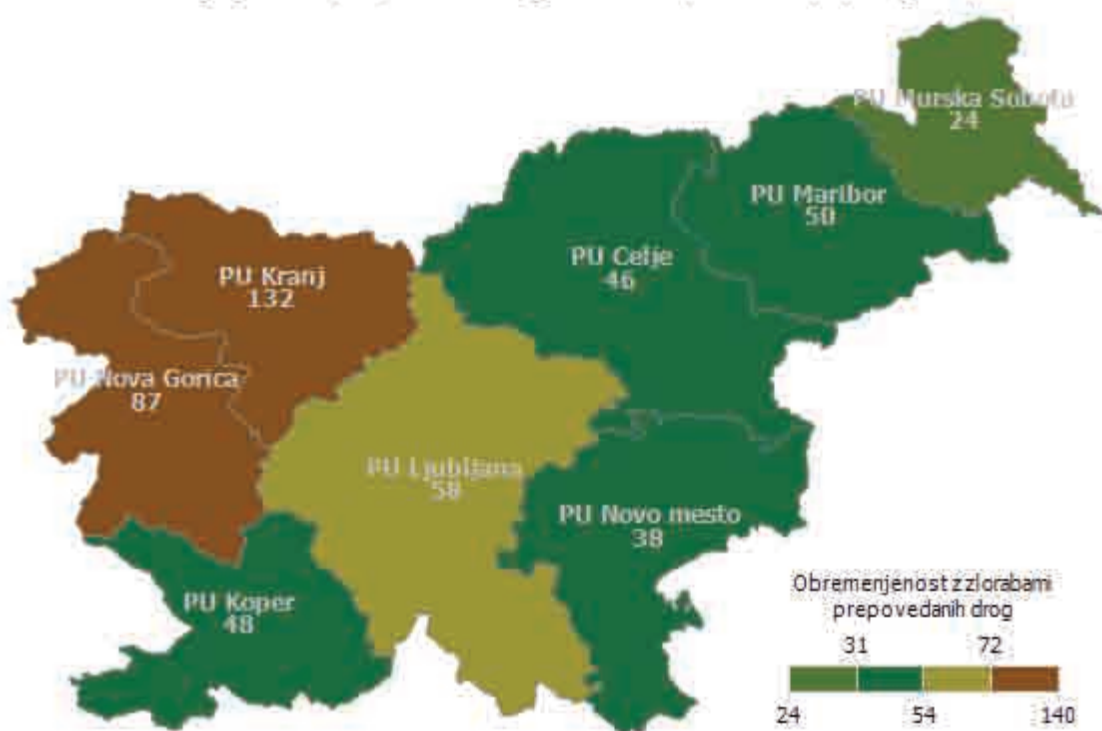 PU Murska Sobota
24
PU Maribor
50
PU Celje
46
PU Kranj
132
PU Nova Gorica
87
PU Ljubljana
58
PU Novo mesto
38
PU Koper
48
Obremenjenost z zlorabami
prepovedanih drog
31 72
24 54 140